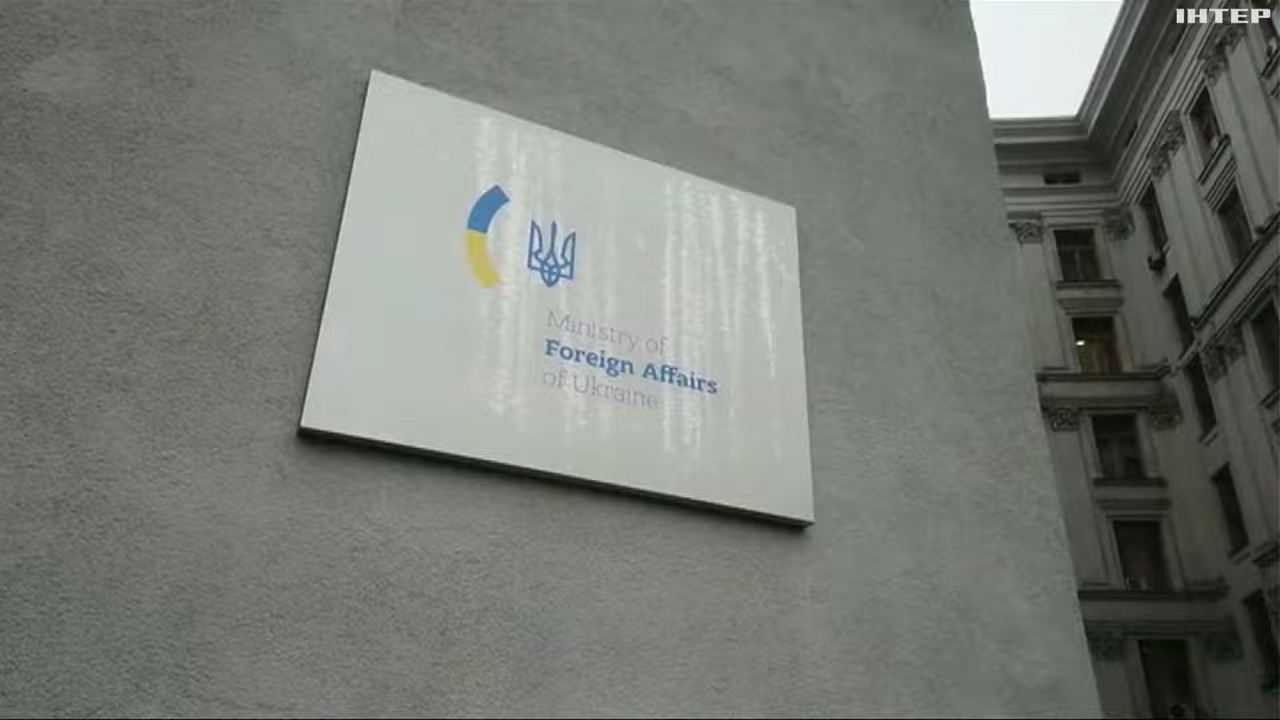 ІНТЕР
Ministry of
Foreign Affairs
of Ukraine